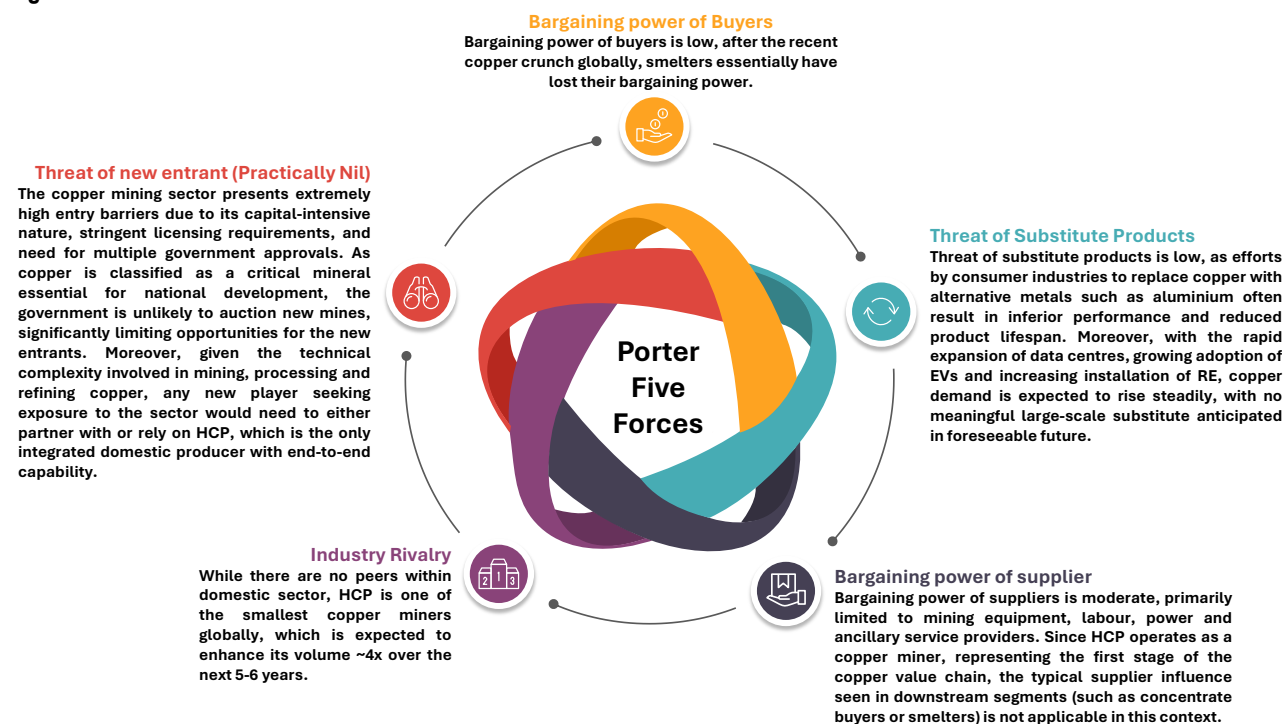 Bargaining power of Buyers
Bargaining power of buyers is low, after the recent
copper crunch globally, smelters essentially have
lost their bargaining power.
Threat of new entrant (Practically Nil)
The copper mining sector presents extremely
high entry barriers due to its capital-intensive
nature, stringent licensing requirements, and
need for multiple government approvals. As
copper is classified as a critical mineral
essential for national development, the
government is unlikely to auction new mines,
significantly limiting opportunities for the new
entrants. Moreover, given the technical
complexity involved in mining, processing and
refining copper, any new player seeking
exposure to the sector would need to either
partner with or rely on HCP, which is the only
integrated domestic producer with end-to-end
capability.
Threat of Substitute Products
Threat of substitute products is low, as efforts
by consumer industries to replace copper with
alternative metals such as aluminium often
result in inferior performance and reduced
product lifespan. Moreover, with the rapid
expansion of data centres, growing adoption of
EVs and increasing installation of RE, copper
demand is expected to rise steadily, with no
meaningful large-scale substitute anticipated
in foreseeable future.
Porter
Five
Forces
Industry Rivalry
While there are no peers within
domestic sector, HCP is one of
the smallest copper miners
globally, which is expected to
enhance its volume ~4x over the
next 5-6 years.
2 1 3
Bargaining power of supplier
Bargaining power of suppliers is moderate, primarily
limited to mining equipment, labour, power and
ancillary service providers. Since HCP operates as a
copper miner, representing the first stage of the
copper value chain, the typical supplier influence
seen in downstream segments (such as concentrate
buyers or smelters) is not applicable in this context.